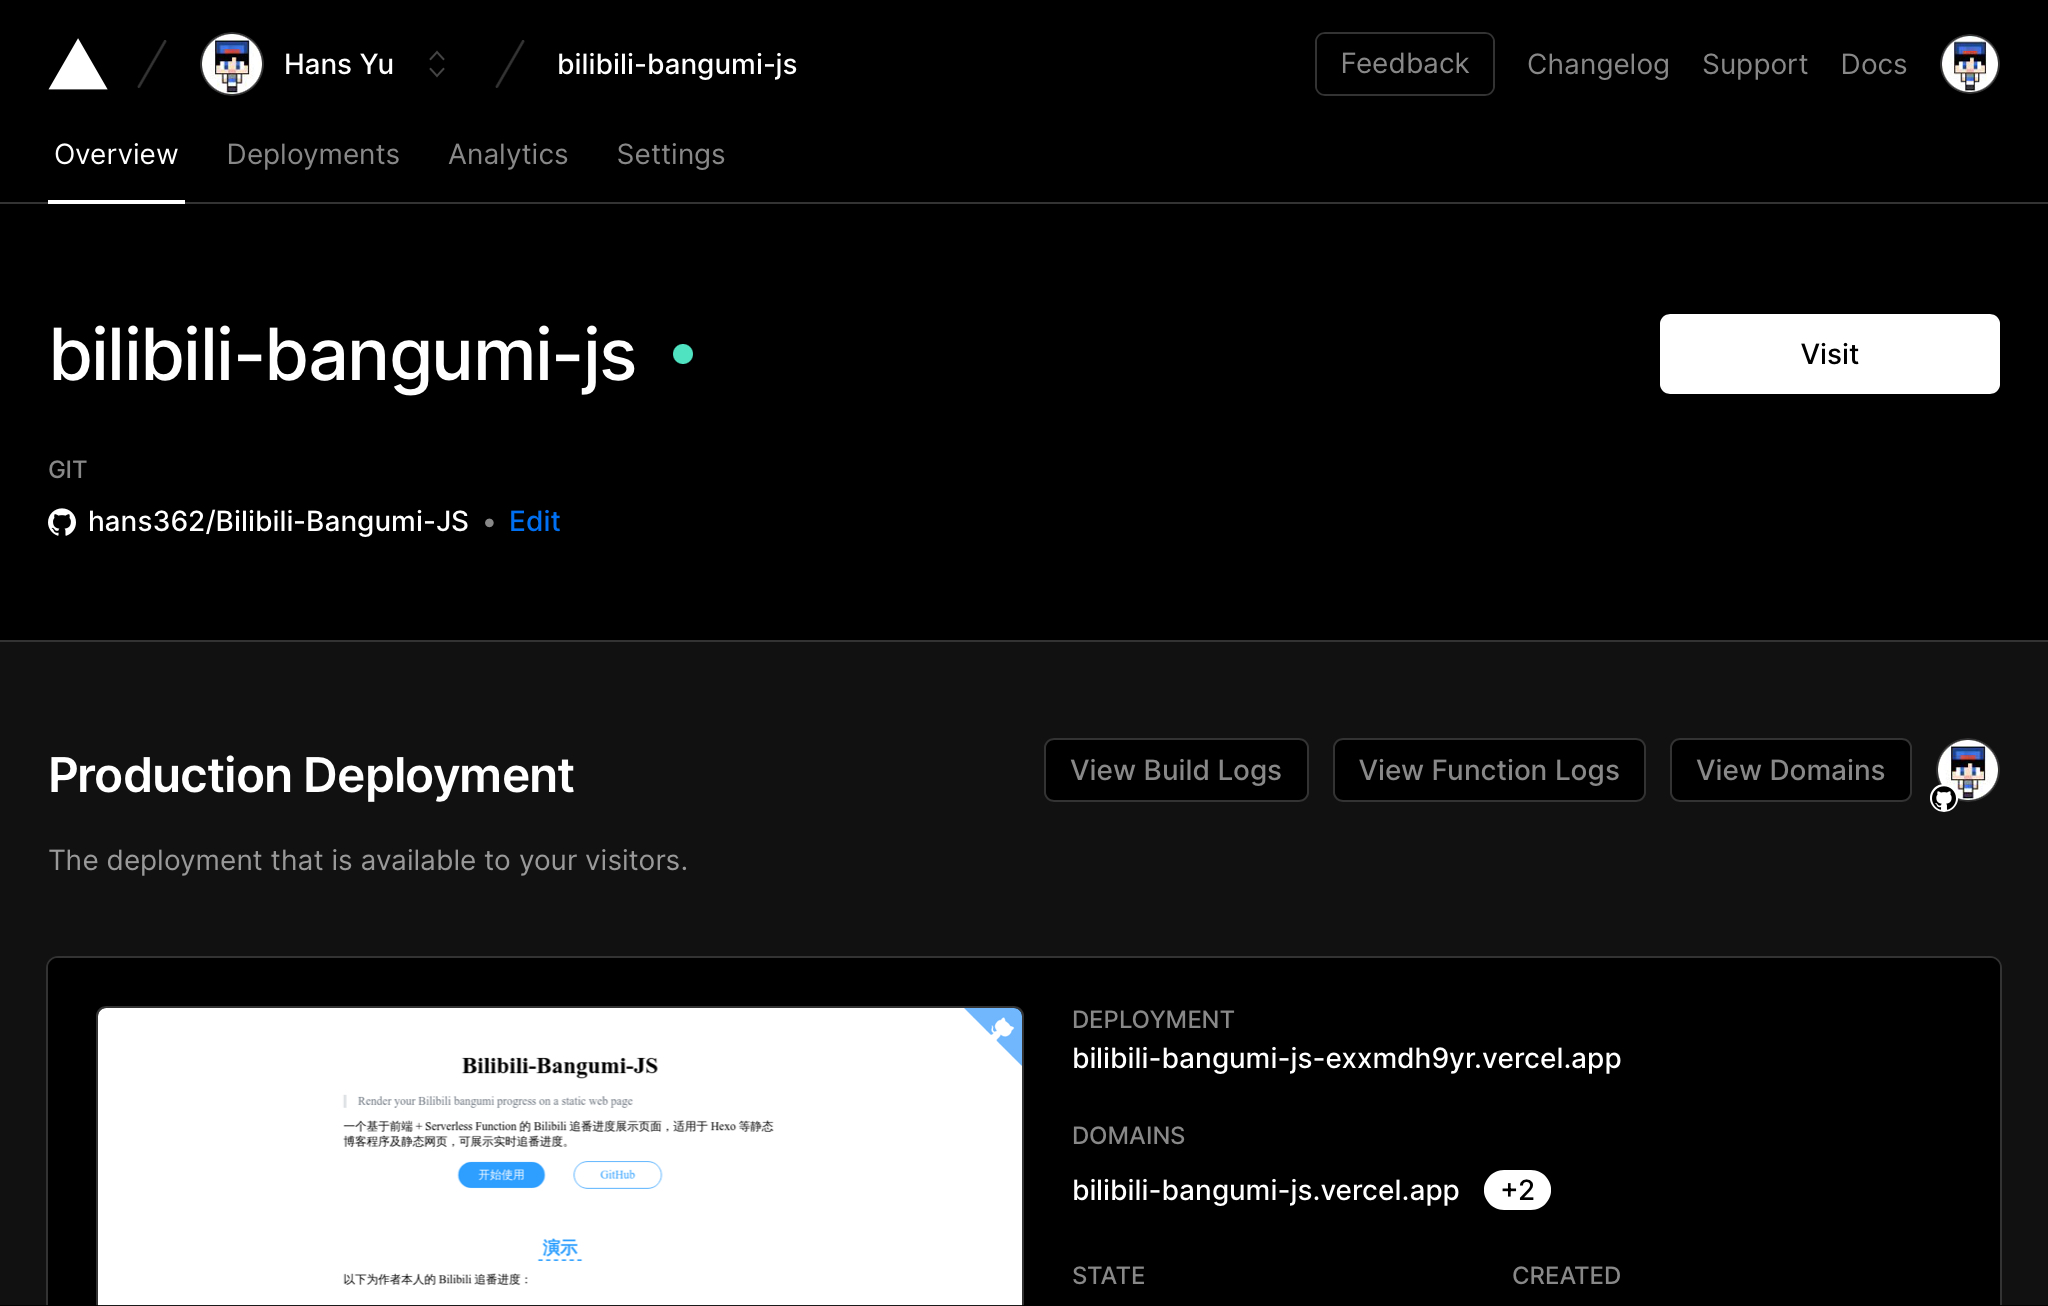 Hans Yu
bilibili-bangumi-js
Feedback
Changelog
Support
Docs
Overview
Deployments
Analytics
Settings
bilibili-bangumi-js
Visit
GIT
hans362/Bilibili-Bangumi-JS • Edit
Production Deployment
View Build Logs
View Function Logs
View Domains
The deployment that is available to your visitors.
Bilibili-Bangumi-JS
Render your Bilibili bangumi progress on a static web page
一个基于前端 + Serverless Function 的 Bilibili 追番进度展示页面，适用于 Hexo 等静态
博客程序及静态网页，可展示实时追番进度。
开始使用
GitHub
演示
以下为作者本人的 Bilibili 追番进度：
DEPLOYMENT
bilibili-bangumi-js-exxmdh9yr.vercel.app
DOMAINS
bilibili-bangumi-js.vercel.app
+2
STATE
CREATED